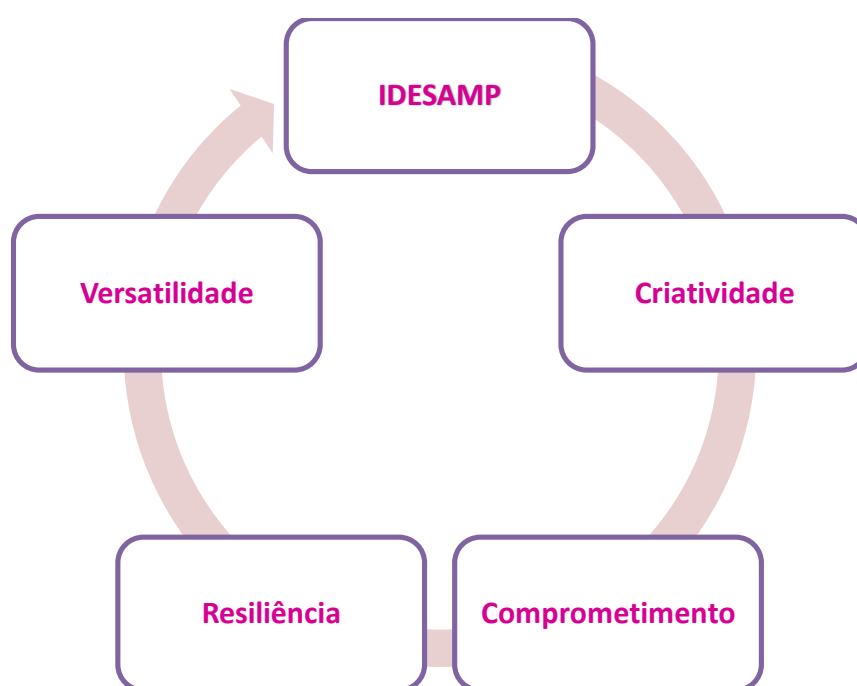 IDESAMP
Criatividade
Comprometimento
Resiliência
Versatilidade